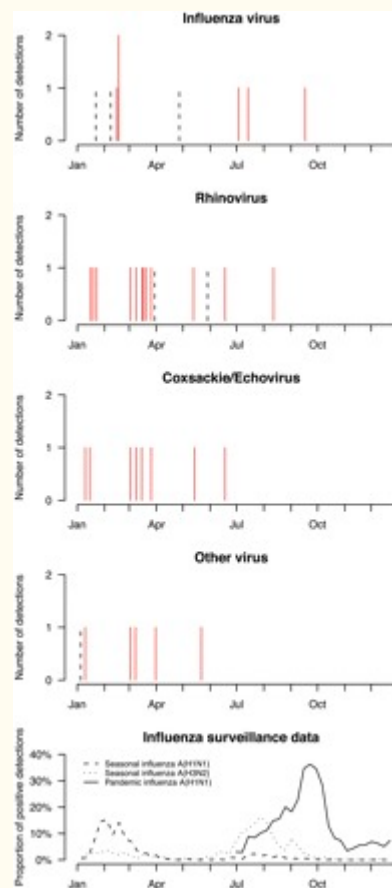 Influenza virus
Number of detections
2
1
0
Jan Apr Jul Oct
Rhinovirus
Number of detections
2
1
0
Jan Apr Jul Oct
Coxsackie/Echovirus
Number of detections
2
1
0
Jan Apr Jul Oct
Other virus
Number of detections
2
1
0
Jan Apr Jul Oct
Influenza surveillance data
Proportion of positive detections
40%
30%
20%
10%
0%
Seasonal influenza A(H1N1)
Seasonal influenza A(H3N2)
Pandemic influenza A(H1N1)
Jan Apr Jul Oct